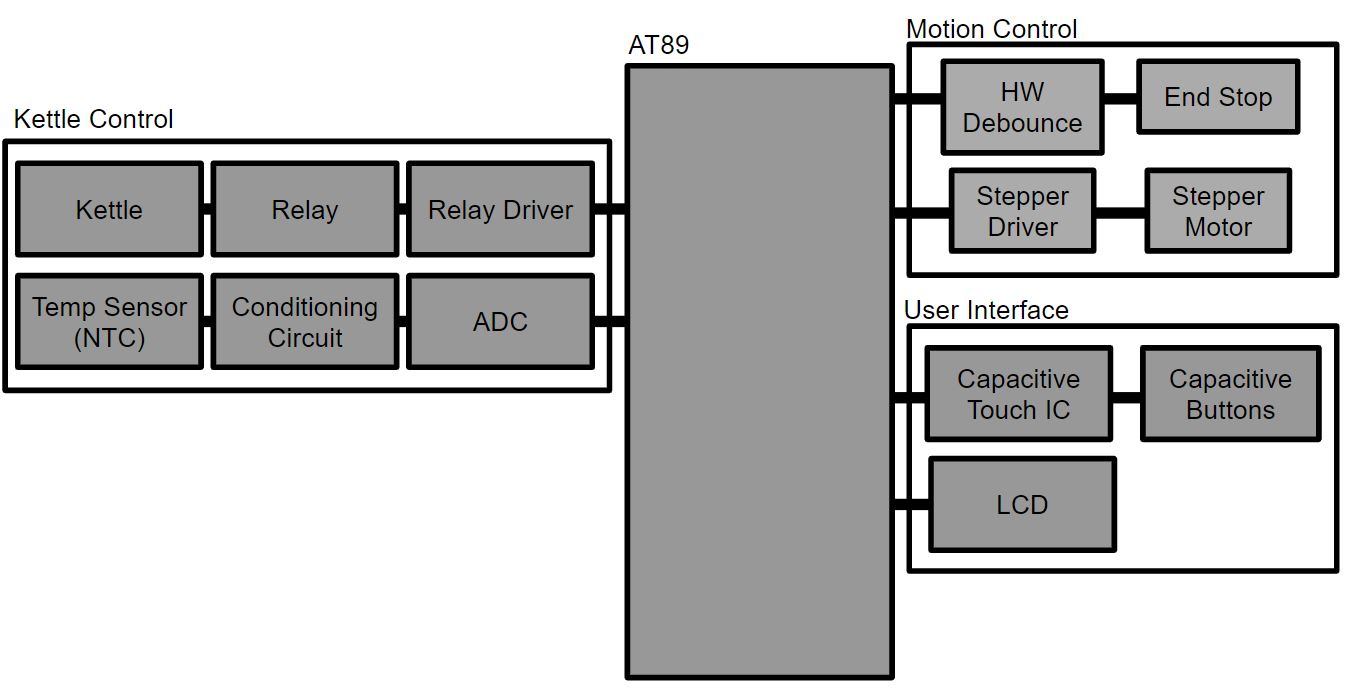 Kettle Control
Kettle
Relay
Relay Driver
Temp Sensor
(NTC)
Conditioning
Circuit
ADC
AT89
Motion Control
HW
Debounce
End Stop
Stepper
Driver
Stepper
Motor
User Interface
Capacitive
Touch IC
Capacitive
Buttons
LCD